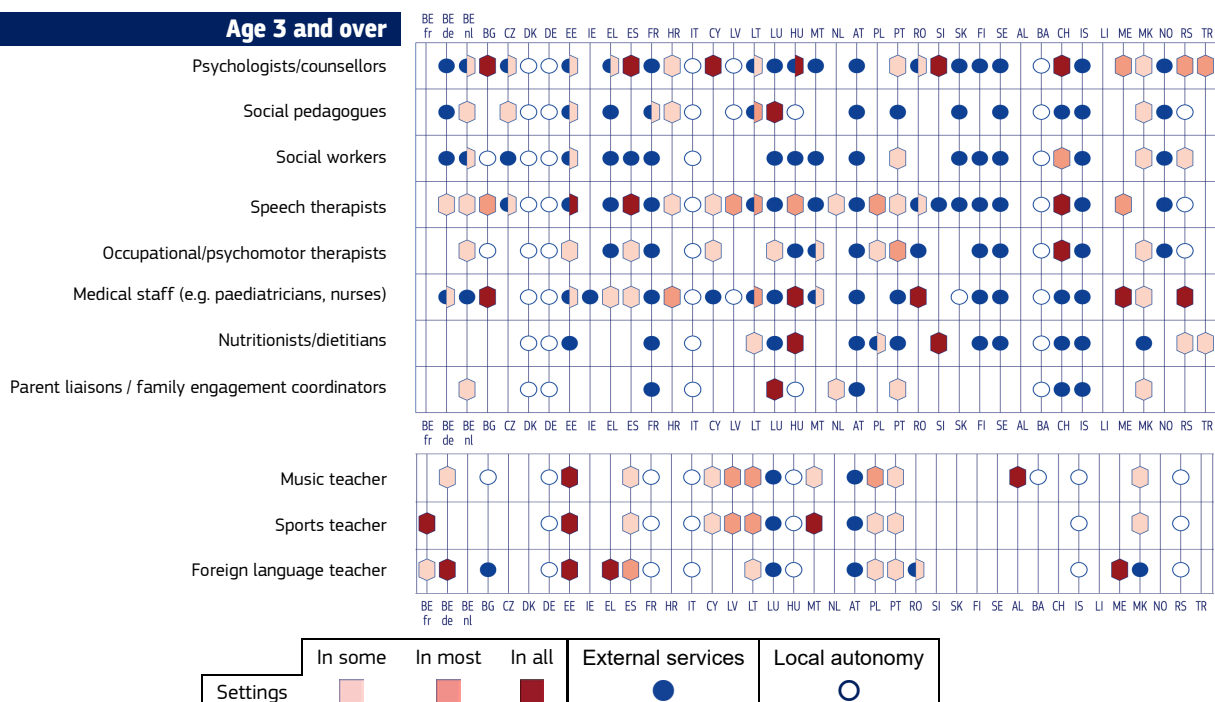 Age 3 and over
BE BE BE
fr de nl BG CZ DK DE EE IE EL ES FR HR IT CY LV LT LU HU MT NL AT PL PT RO SI SK FI SE AL BA CH IS LI ME MK NO RS TR
Psychologists/counsellors
Social pedagogues
Social workers
Speech therapists
Occupational/psychomotor therapists
Medical staff (e.g. paediatricians, nurses)
Nutritionists/dietitians
Parent liaisons / family engagement coordinators
BE BE BE BG CZ DK DE EE IE EL ES FR HR IT CY LV LT LU HU MT NL AT PL PT RO SI SK FI SE AL BA CH IS LI ME MK NO RS TR
fr de nl
Music teacher
Sports teacher
Foreign language teacher
BE BE BE BG CZ DK DE EE IE EL ES FR HR IT CY LV LT LU HU MT NL AT PL PT RO SI SK FI SE AL BA CH IS LI ME MK NO RS TR
fr de nl
In some In most In all External services Local autonomy
Settings